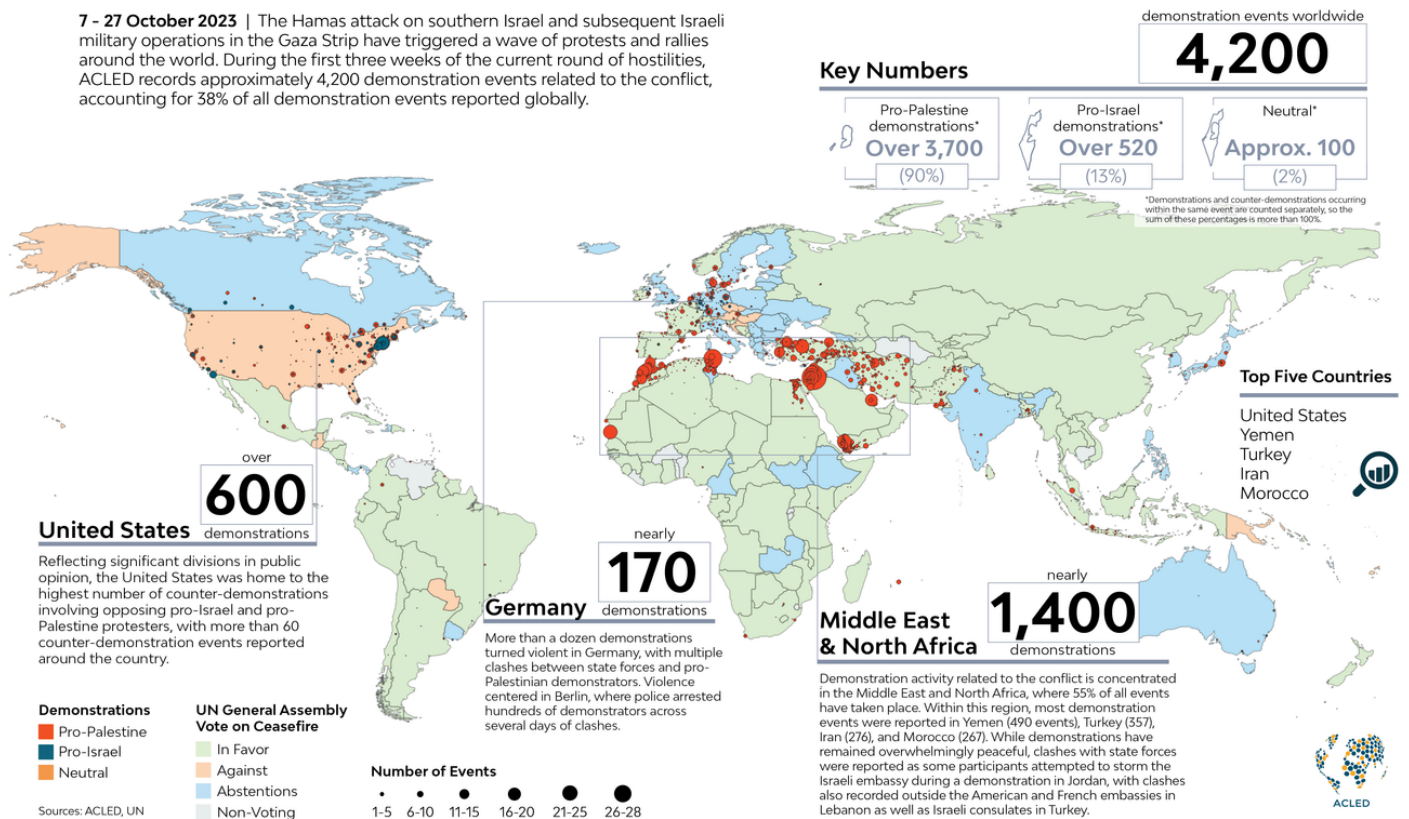 7 – 27 October 2023 | The Hamas attack on southern Israel and subsequent Israeli
military operations in the Gaza Strip have triggered a wave of protests and rallies
around the world. During the first three weeks of the current round of hostilities,
ACLED records approximately 4,200 demonstration events related to the conflict,
accounting for 38% of all demonstration events reported globally.
demonstration events worldwide
4,200
Key Numbers
Pro-Palestine
demonstrations*
Over 3,700
(90%)
Pro-Israel
demonstrations*
Over 520
(13%)
Neutral*
Approx. 100
(2%)
*Demonstrations and counter-demonstrations occurring
within the same event are counted separately, so the
sum of these percentages is more than 100%.
Top Five Countries
United States
Yemen
Turkey
Iran
Morocco
over
600
demonstrations
United States
Reflecting significant divisions in public
opinion, the United States was home to the
highest number of counter-demonstrations
involving opposing pro-Israel and pro-
Palestine protesters, with more than 60
counter-demonstration events reported
around the country.
nearly
170
demonstrations
Germany
More than a dozen demonstrations
turned violent in Germany, with multiple
clashes between state forces and pro-
Palestinian demonstrators. Violence
centered in Berlin, where police arrested
hundreds of demonstrators across
several days of clashes.
nearly
1,400
demonstrations
Middle East
& North Africa
Demonstration activity related to the conflict is concentrated
in the Middle East and North Africa, where 55% of all events
have taken place. Within this region, most demonstration
events were reported in Yemen (490 events), Turkey (357),
Iran (276), and Morocco (267). While demonstrations have
remained overwhelmingly peaceful, clashes with state forces
were reported as some participants attempted to storm the
Israeli embassy during a demonstration in Jordan, with clashes
also recorded outside the American and French embassies in
Lebanon as well as Israeli consulates in Turkey.
Demonstrations
Pro-Palestine
Pro-Israel
Neutral
UN General Assembly
Vote on Ceasefire
In Favor
Against
Abstentions
Non-Voting
Number of Events
1-5 6-10 11-15 16-20 21-25 26-28
Sources: ACLED, UN
ACLED